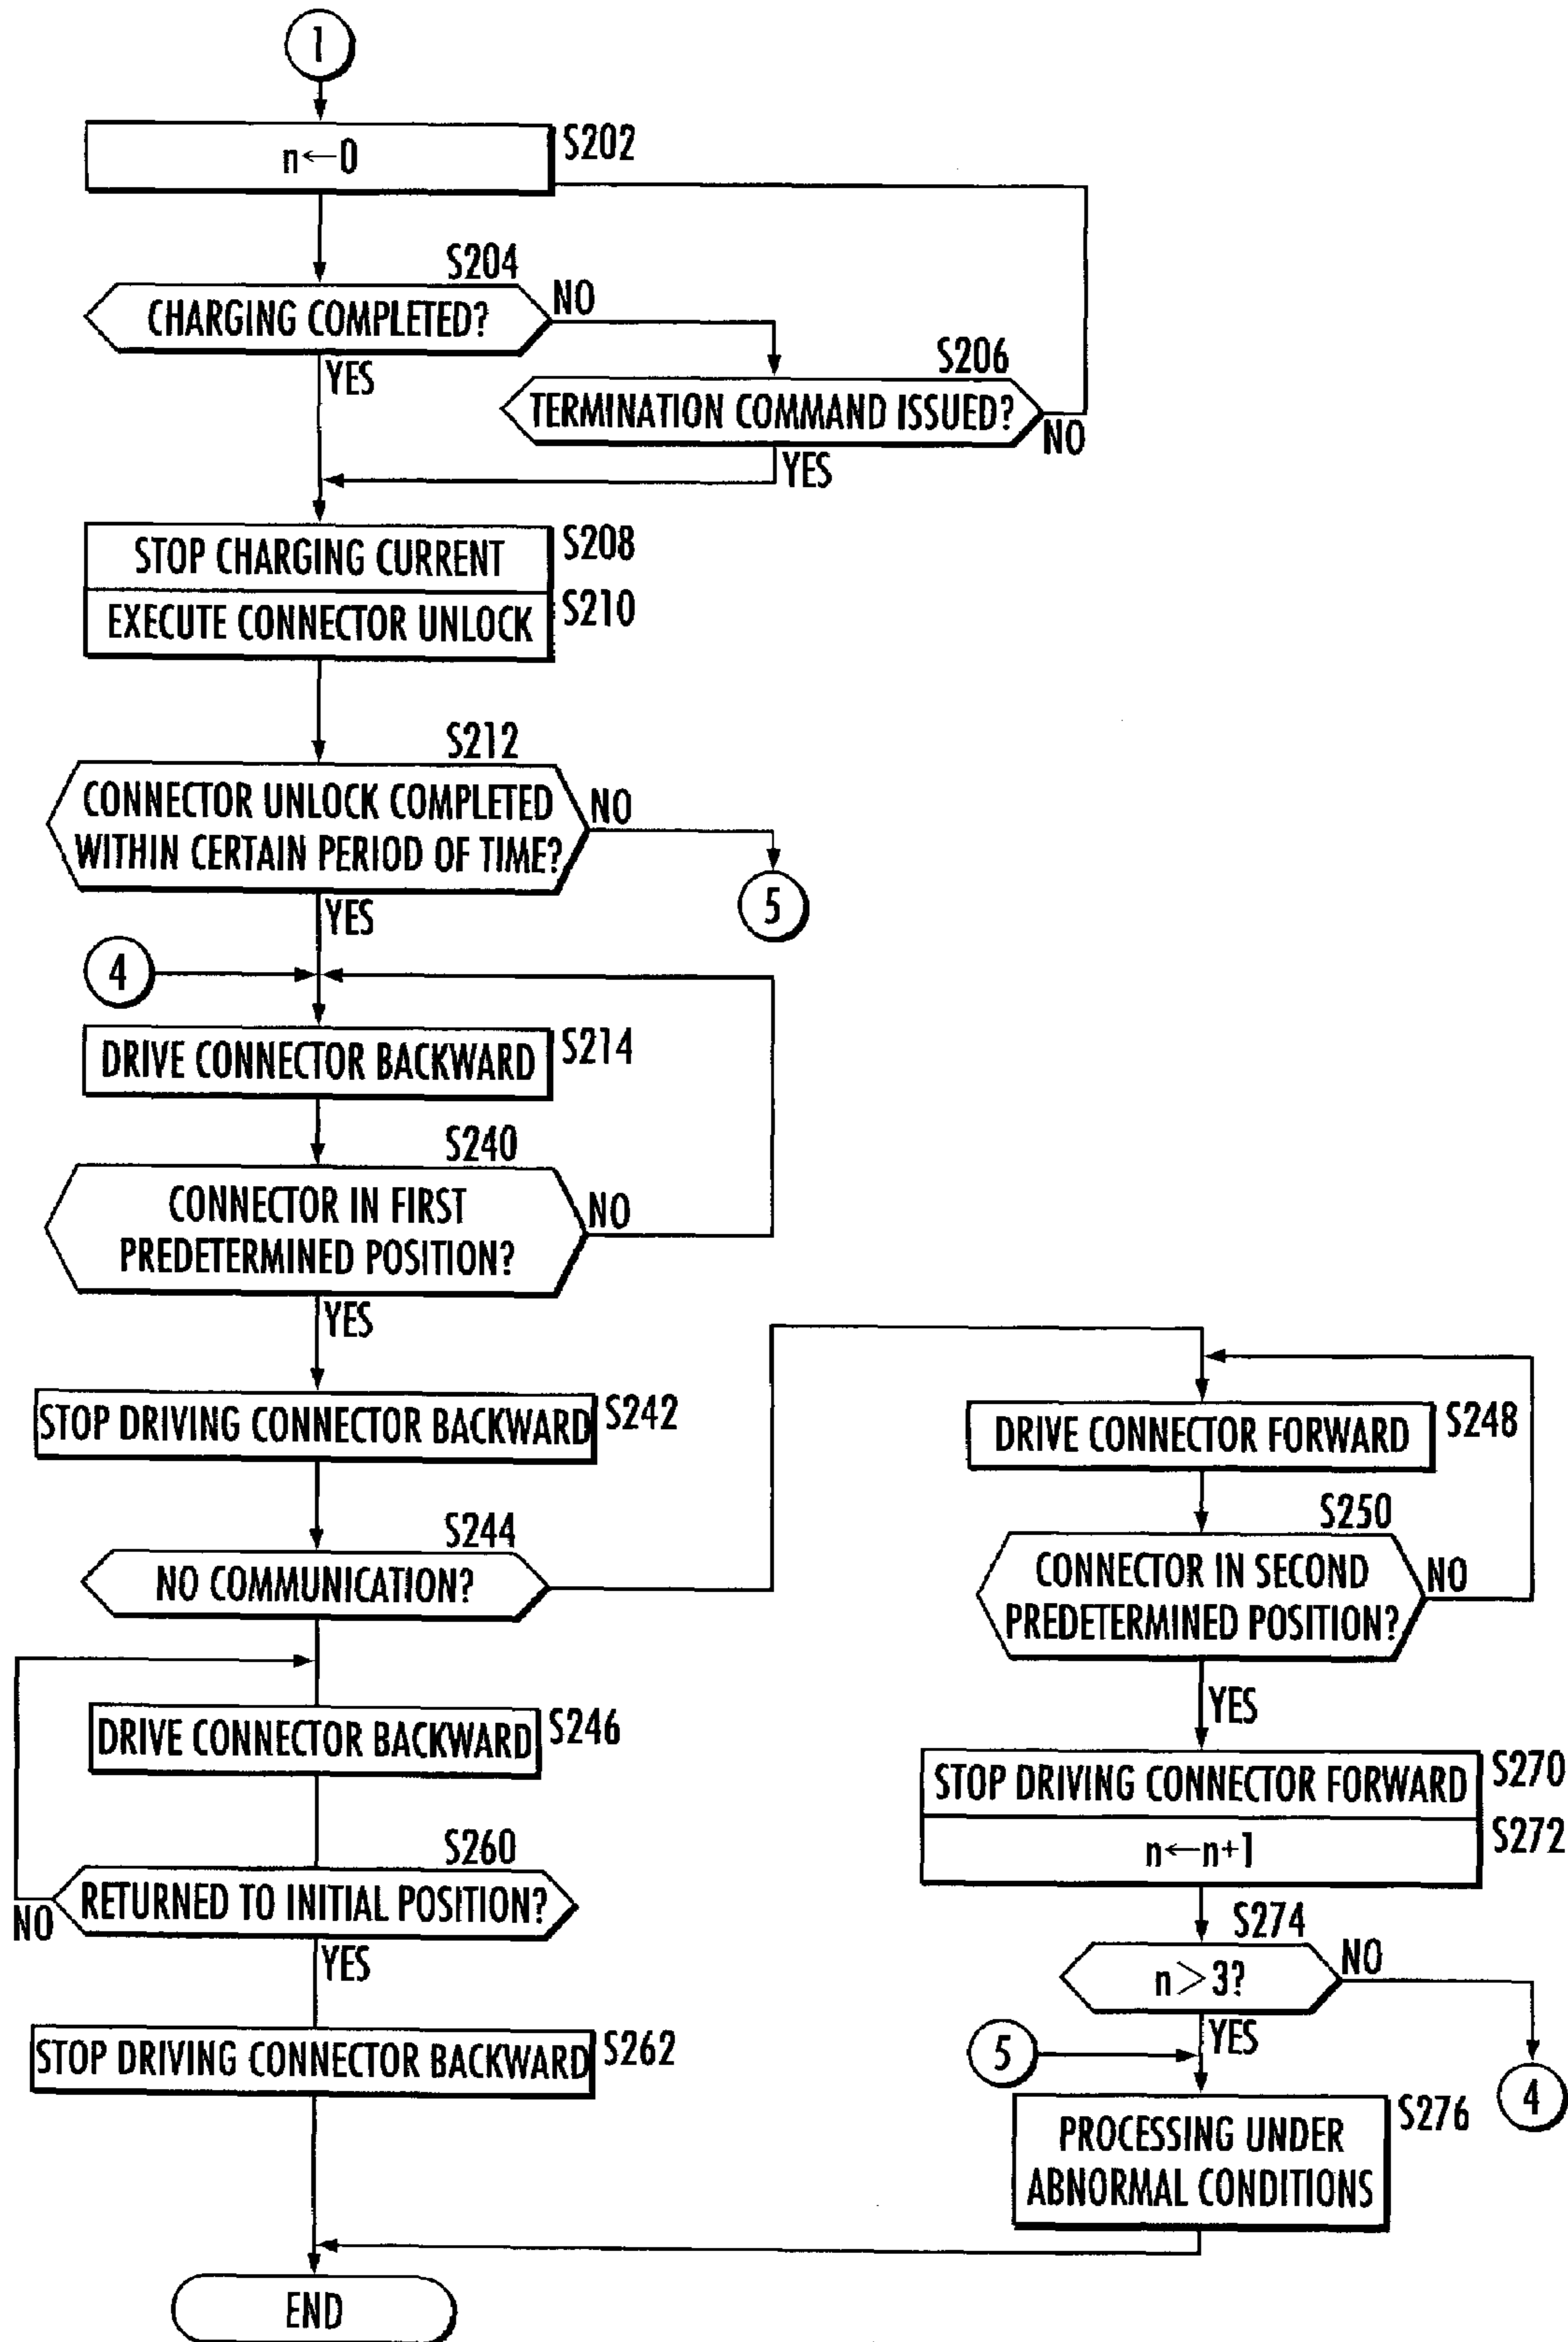 1
n←0
S202
S204
CHARGING COMPLETED?
NO
YES
S206
TERMINATION COMMAND ISSUED?
NO
YES
STOP CHARGING CURRENT
S208
EXECUTE CONNECTOR UNLOCK
S210
S212
CONNECTOR UNLOCK COMPLETED
WITHIN CERTAIN PERIOD OF TIME?
NO
5
YES
4
DRIVE CONNECTOR BACKWARD
S214
S240
CONNECTOR IN FIRST
PREDETERMINED POSITION?
NO
YES
STOP DRIVING CONNECTOR BACKWARD
S242
S244
NO COMMUNICATION?
DRIVE CONNECTOR BACKWARD
S246
S260
RETURNED TO INITIAL POSITION?
NO
YES
STOP DRIVING CONNECTOR BACKWARD
S262
DRIVE CONNECTOR FORWARD
S248
S250
CONNECTOR IN SECOND
PREDETERMINED POSITION?
NO
YES
STOP DRIVING CONNECTOR FORWARD
S270
n←n+1
S272
S274
n>3?
NO
YES
5
4
PROCESSING UNDER
ABNORMAL CONDITIONS
S276
END